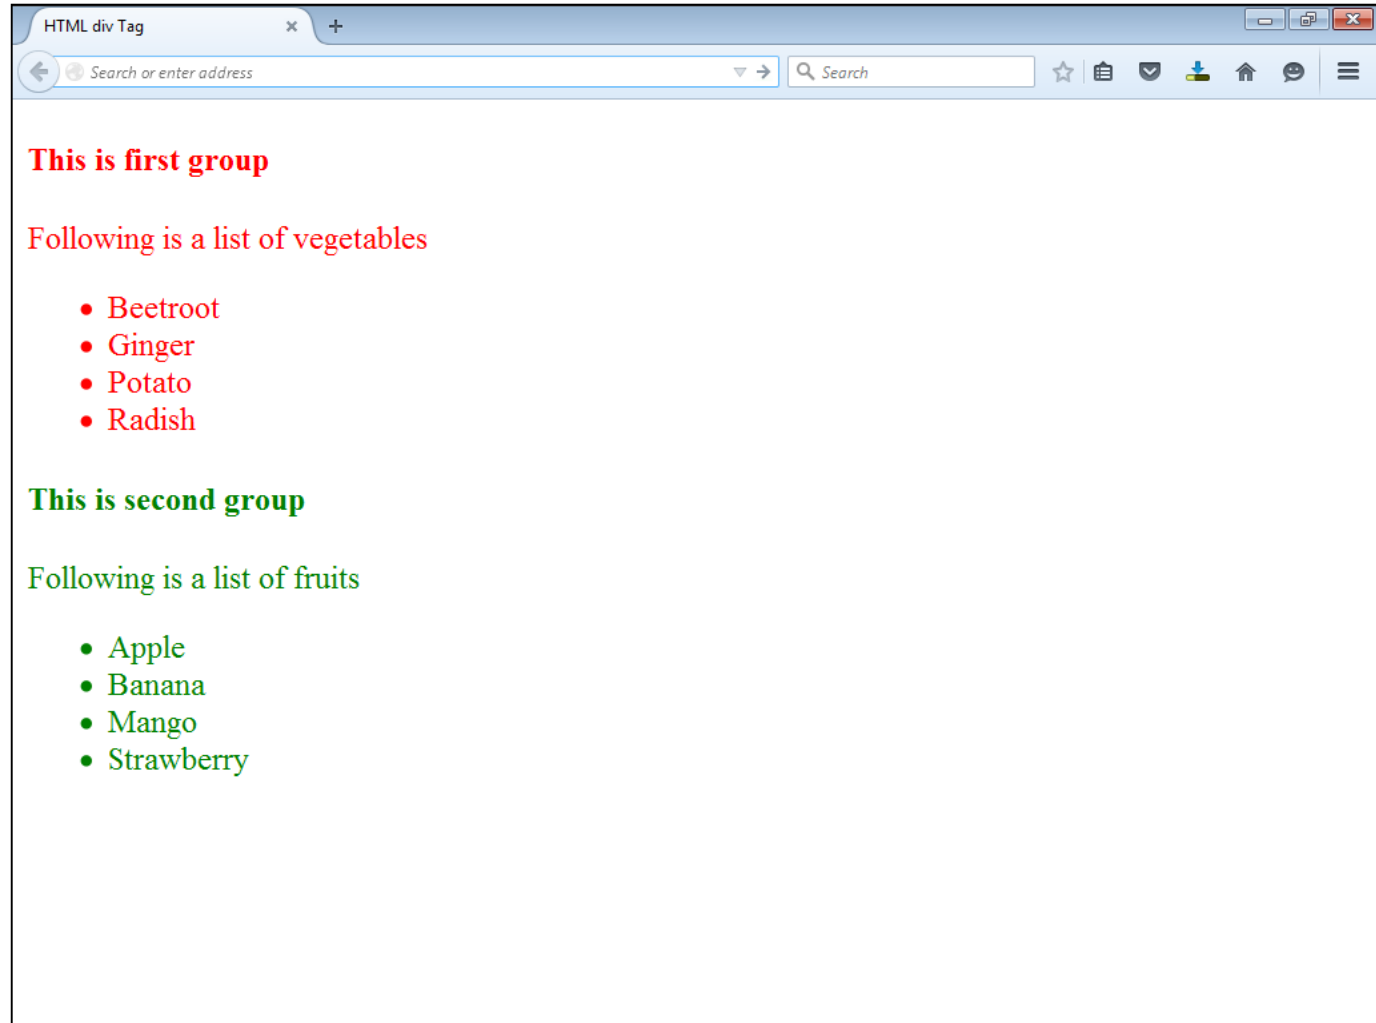 HTML div Tag
Search or enter address
Search
This is first group
Following is a list of vegetables
Beetroot
Ginger
Potato
Radish
This is second group
Following is a list of fruits
Apple
Banana
Mango
Strawberry